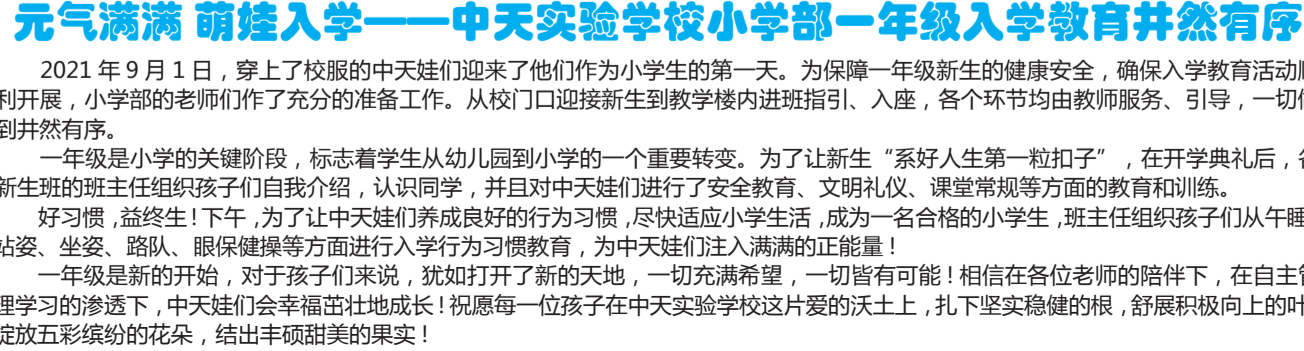 元气满满 萌娃入学——中天实验学校小学部一年级入学教育井然有序
2021 年 9 月 1 日，穿上了校服的中天娃们迎来了他们作为小学生的第一天。为保障一年级新生的健康安全，确保入学教育活动顺
利开展，小学部的老师们作了充分的准备工作。从校门口迎接新生到教学楼内进班指引、入座，各个环节均由教师服务、引导，一切做
到井然有序。
一年级是小学的关键阶段，标志着学生从幼儿园到小学的一个重要转变。为了让新生“系好人生第一粒扣子”，在开学典礼后，各
新生班的班主任组织孩子们自我介绍，认识同学，并且对中天娃们进行了安全教育、文明礼仪、课堂常规等方面的教育和训练。
好习惯，益终生！下午，为了让中天娃们养成良好的行为习惯，尽快适应小学生活，成为一名合格的小学生，班主任组织孩子们从午睡
站姿、坐姿、路队、眼保健操等方面进行入学行为习惯教育，为中天娃们注入满满的正能量！
一年级是新的开始，对于孩子们来说，犹如打开了新的天地，一切充满希望，一切皆有可能！相信在各位老师的陪伴下，在自主管
理学习的渗透下，中天娃们会幸福茁壮地成长！祝愿每一位孩子在中天实验学校这片爱的沃土上，扎下坚实稳健的根，舒展积极向上的叶
绽放五彩缤纷的花朵，结出丰硕甜美的果实！